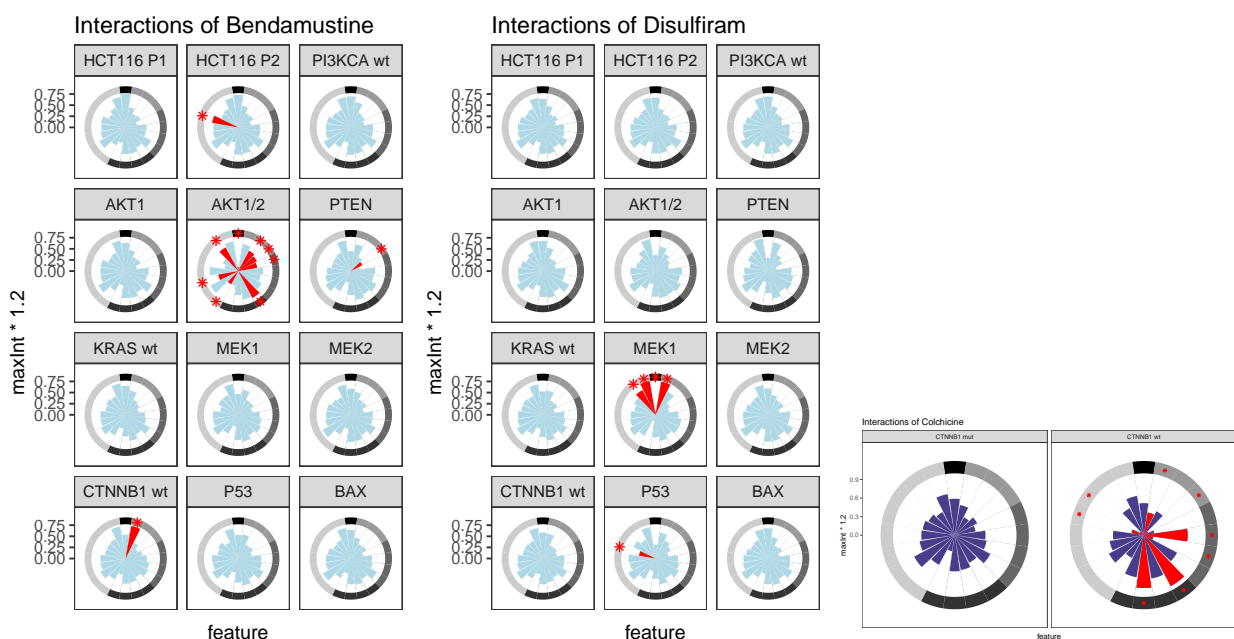 Interactions of Bendamustine
HCT116 P1 HCT116 P2 PI3KCA wt
0.75
0.50
0.25
0.00
AKT1 AKT1/2 PTEN
0.75
0.50
0.25
0.00
KRAS wt MEK1 MEK2
0.75
0.50
0.25
0.00
CTNNB1 wt P53 BAX
0.75
0.50
0.25
0.00
maxInt * 1.2
feature
Interactions of Disulfiram
HCT116 P1 HCT116 P2 PI3KCA wt
0.75
0.50
0.25
0.00
AKT1 AKT1/2 PTEN
0.75
0.50
0.25
0.00
KRAS wt MEK1 MEK2
0.75
0.50
0.25
0.00
CTNNB1 wt P53 BAX
0.75
0.50
0.25
0.00
maxInt * 1.2
feature
Interactions of Colchicine
CTNNB1 mut CTNNB1 wt
0.9
0.6
0.3
0.0
maxInt * 1.2
feature